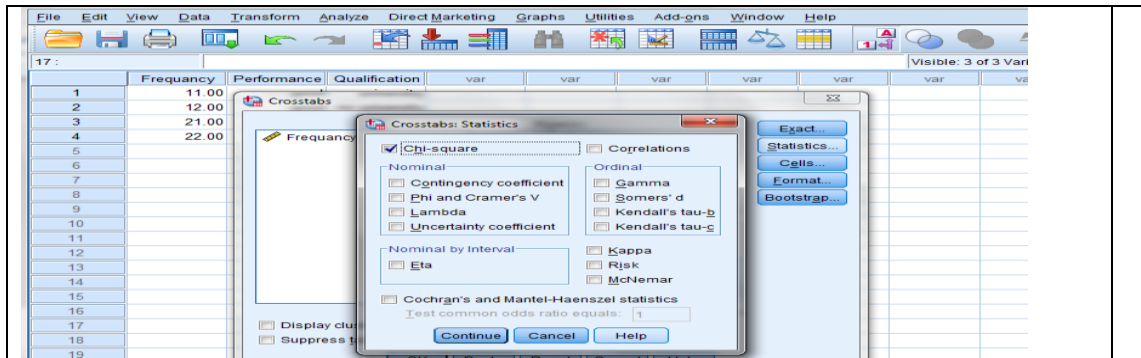 File Edit View Data Transform Analyze Direct Marketing Graphs Utilities Add-ons Window Help
17 :
Visible: 3 of 3 Vari
Frequancy Performance Qualification var var var var var var va
1 11.00
2 12.00
3 21.00
4 22.00
5
6
7
8
9
10
11
12
13
14
15
16
17
18
19
Crosstabs
Frequancy
Exact...
Statistics...
Cells...
Format...
Bootstrap...
Display clu
Suppress t
Crosstabs: Statistics
Chi-square Correlations
Nominal
Contingency coefficient
Phi and Cramer's V
Lambda
Uncertainty coefficient
Ordinal
Gamma
Somers' d
Kendall's tau-b
Kendall's tau-c
Nominal by Interval
Eta
Kappa
Risk
McNemar
Cochran's and Mantel-Haenszel statistics
Test common odds ratio equals: 1
Continue Cancel Help